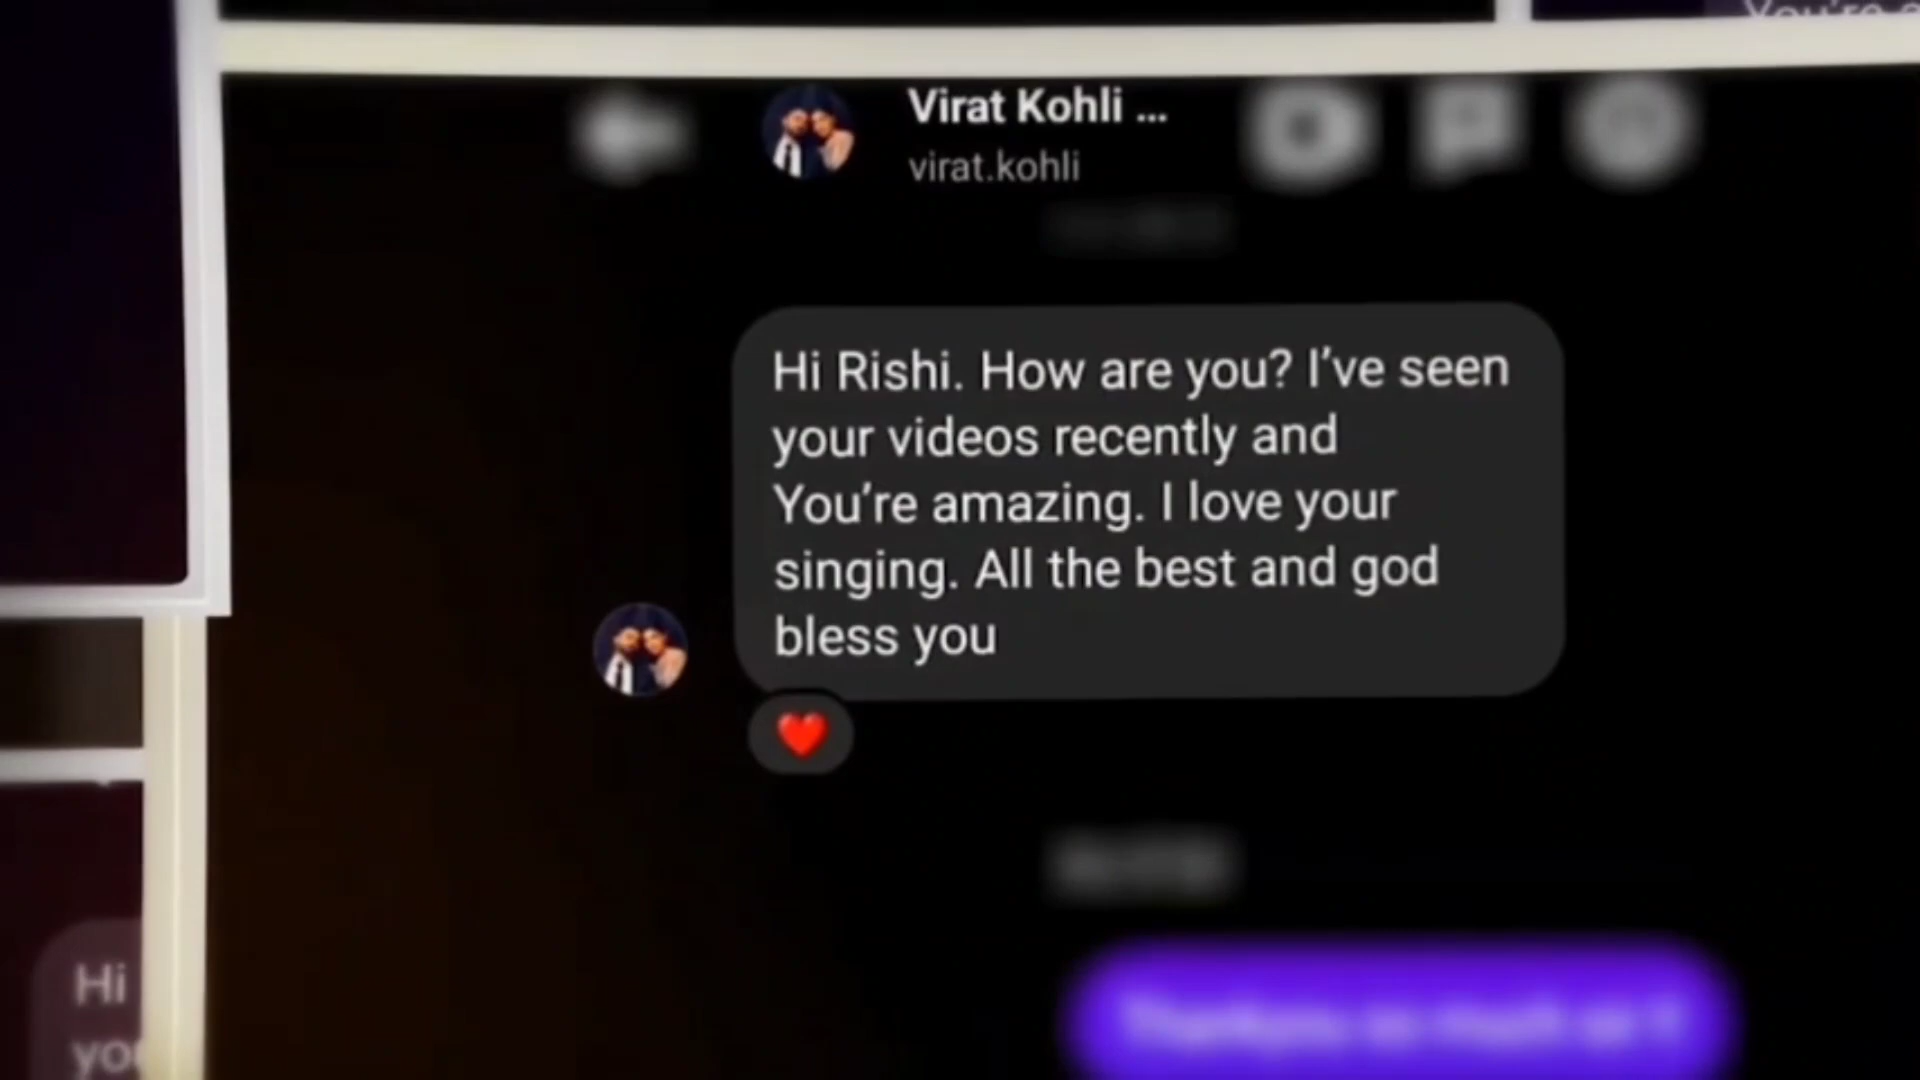 Virat Kohli ...
virat.kohli
Hi Rishi. How are you? I've seen
your videos recently and
You're amazing. I love your
singing. All the best and god
bless you
Hi